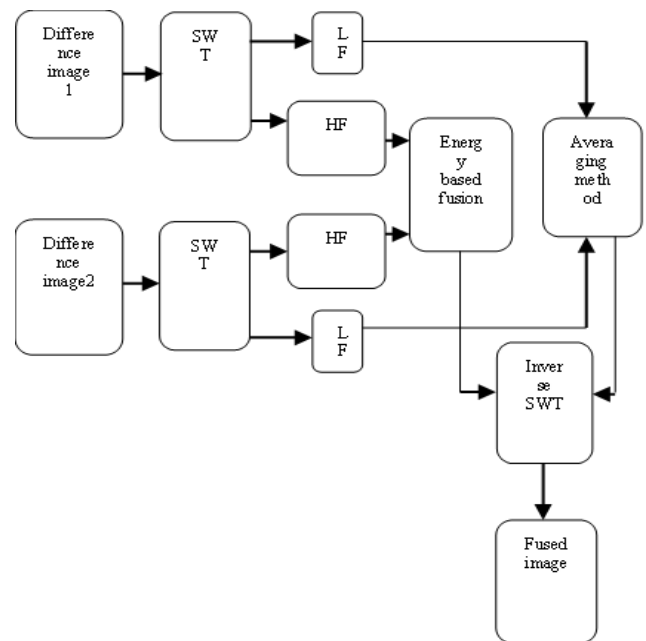 Differe
nce
image
1
SW
T
L
F
HF
Energ
y
based
fusion
Avera
ging
meth
od
Differe
nce
image2
SW
T
HF
L
F
Inver
se
SWT
Fused
image